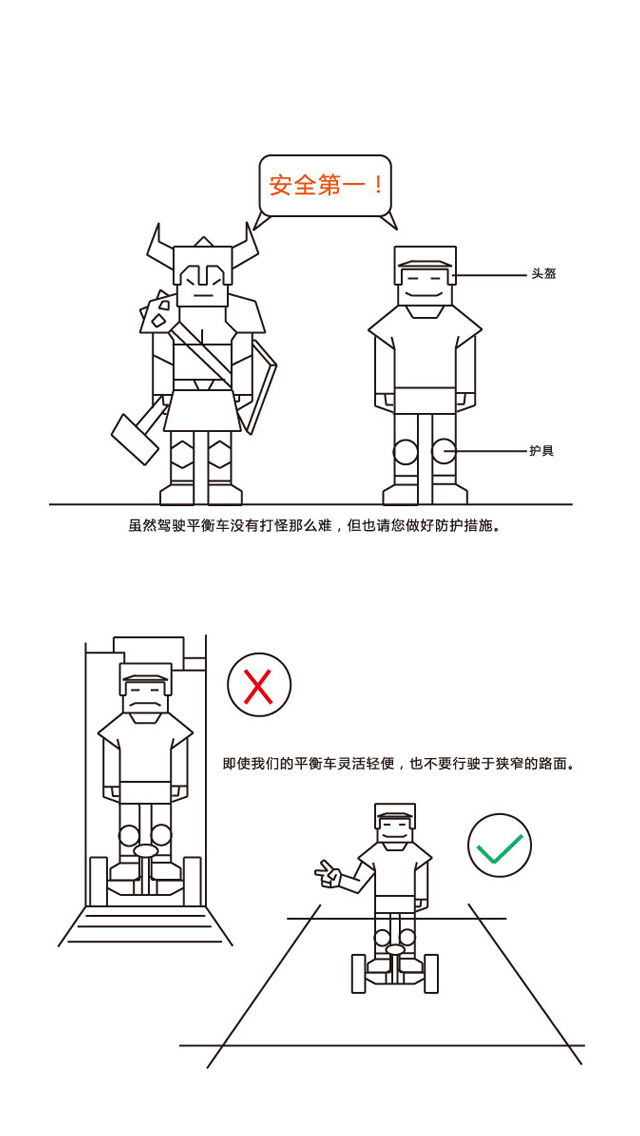 安全第一！
头盔
护具
虽然驾驶平衡车没有打怪那么难，但也请您做好防护措施。
即使我们的平衡车灵活轻便，也不要行驶于狭窄的路面。